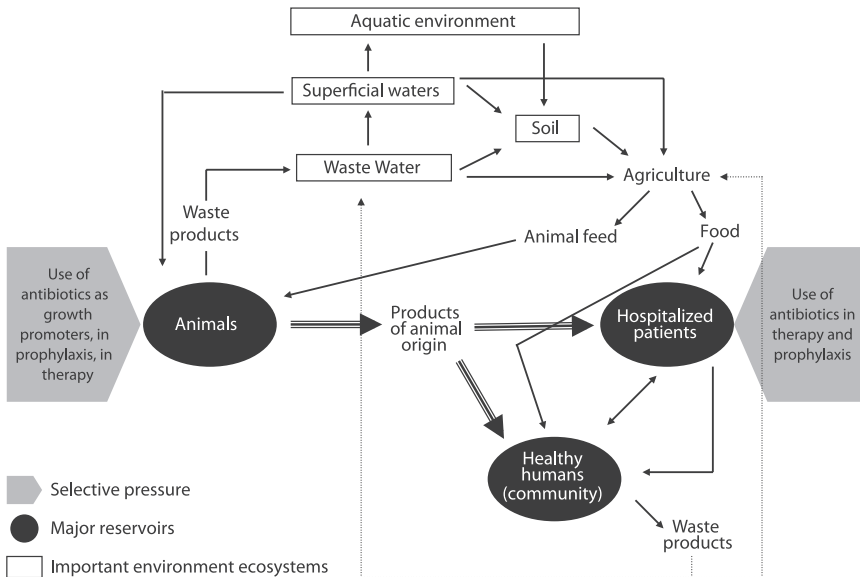 Aquatic environment
Superficial waters
Soil
Waste Water
Agriculture
Waste
products
Animal feed
Food
Use of
antibiotics as
growth
promoters, in
prophylaxis, in
therapy
Animals
Products
of animal
origin
Hospitalized
patients
Use of
antibiotics in
therapy and
prophylaxis
Healthy
humans
(community)
Waste
products
Selective pressure
Major reservoirs
Important environment ecosystems